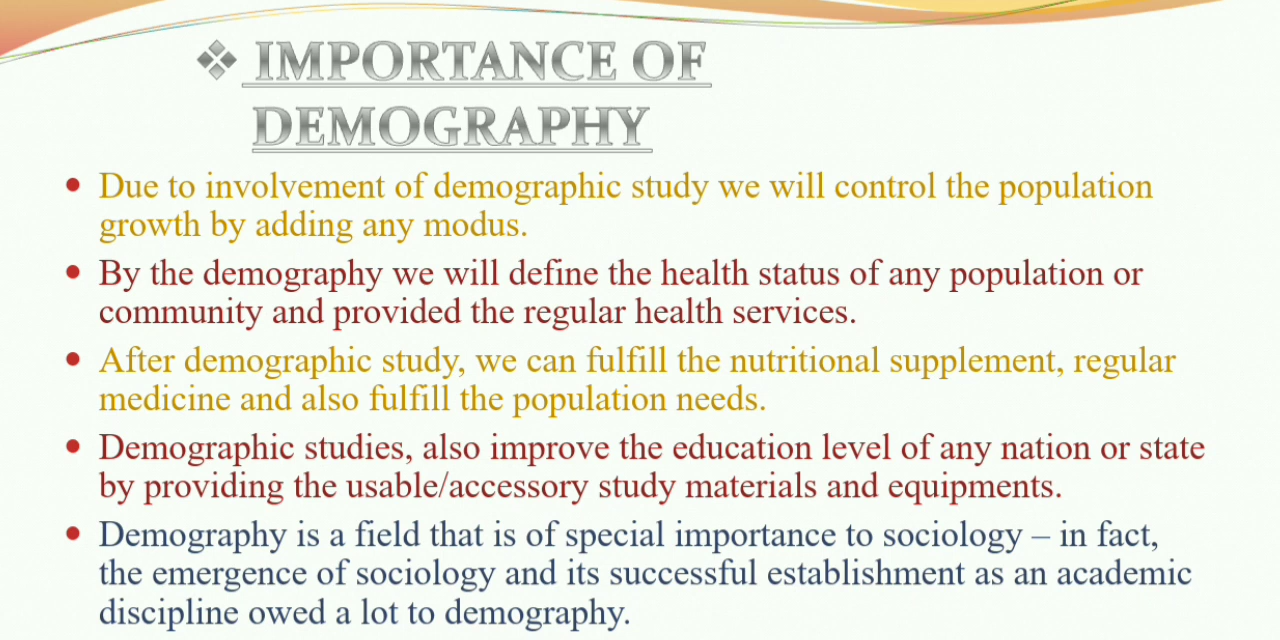 ❖ IMPORTANCE OF
DEMOGRAPHY
• Due to involvement of demographic study we will control the population
growth by adding any modus.
• By the demography we will define the health status of any population or
community and provided the regular health services.
• After demographic study, we can fulfill the nutritional supplement, regular
medicine and also fulfill the population needs.
• Demographic studies, also improve the education level of any nation or state
by providing the usable/accessory study materials and equipments.
• Demography is a field that is of special importance to sociology – in fact,
the emergence of sociology and its successful establishment as an academic
discipline owed a lot to demography.